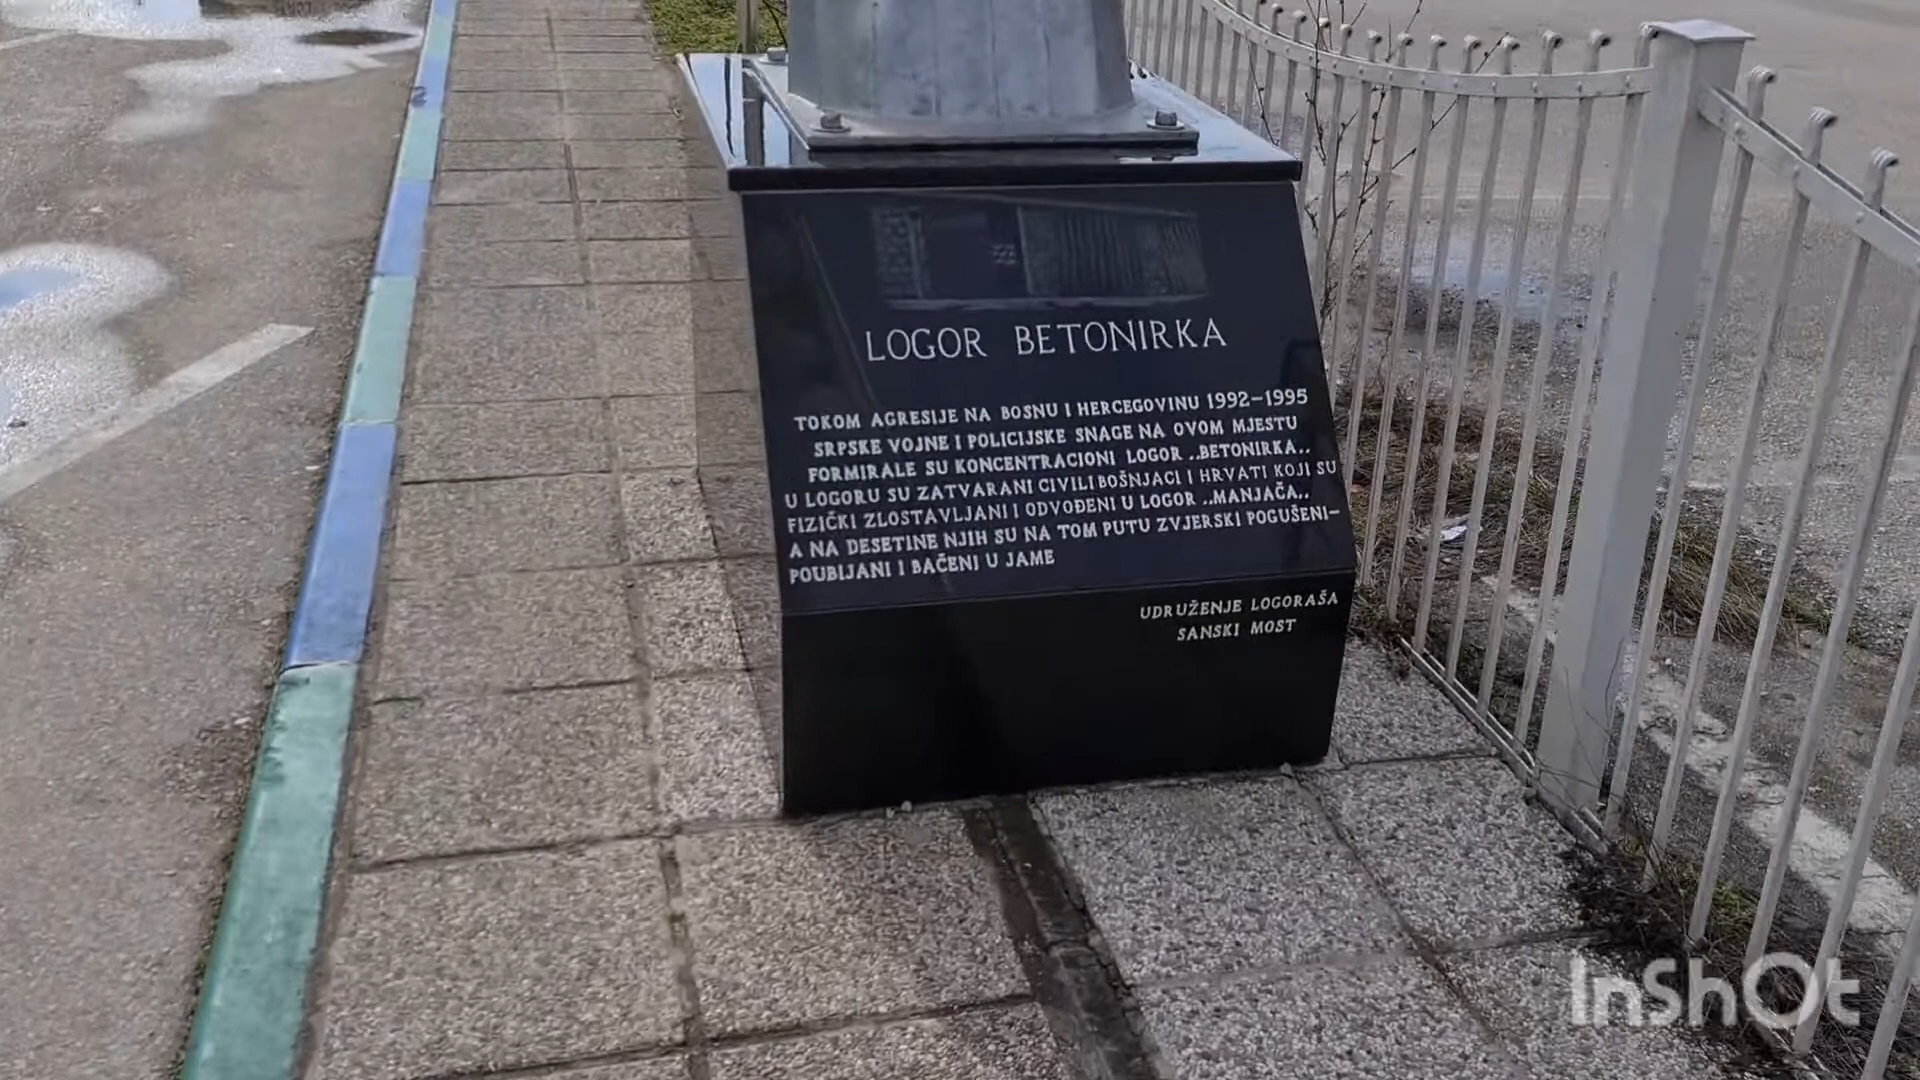 LOGOR BETONIRKA
TOKOM AGRESIJE NA BOSNU I HERCEGOVINU 1992-1995
SRPSKE VOJNE I POLICIJSKE SNAGE NA OVOM MJESTU
FORMIRALE SU KONCENTRACIONI LOGOR ,,BETONIRKA,,
U LOGORU SU ZATVARANI CIVILI BOŠNJACI I HRVATI KOJI SU
FIZIČKI ZLOSTAVLJANI I ODVOĐENI U LOGOR ,,MANJAČA,,
A NA DESETINE NJIH SU NA TOM PUTU ZVJERSKI POGUŠENI-
POUBIJANI I BAČENI U JAME
UDRUŽENJE LOGORAŠA
SANSKI MOST
InShOt